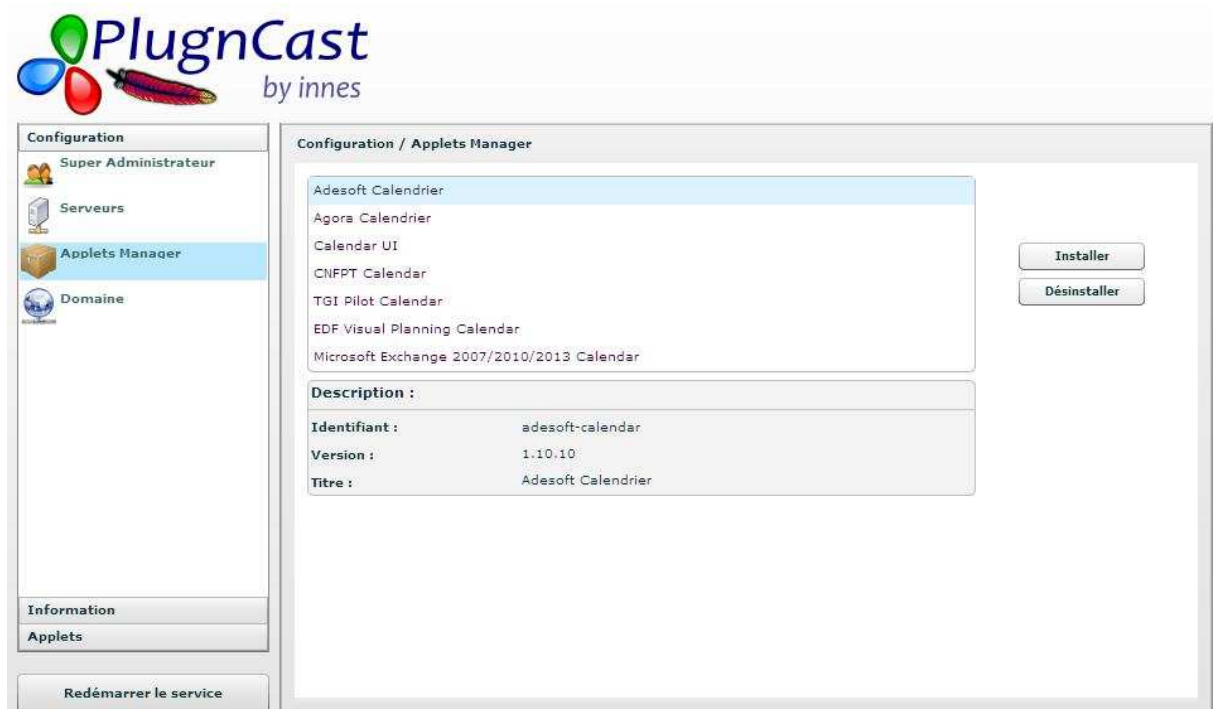 PlugnCast
by innes
Configuration
Super Administrateur
Serveurs
Applets Manager
Domaine
Information
Applets
Redémarrer le service
Configuration / Applets Manager
Adesoft Calendrier
Agora Calendrier
Calendar UI
CNFPT Calendar
TGI Pilot Calendar
EDF Visual Planning Calendar
Microsoft Exchange 2007/2010/2013 Calendar
Installer
Désinstaller
Description :
Identifiant : adesoft-calendar
Version : 1.10.10
Titre : Adesoft Calendrier